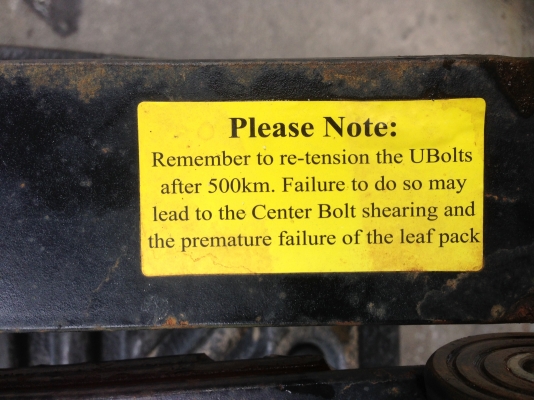 Please Note:
Remember to re-tension the UBolts
after 500km. Failure to do so may
lead to the Center Bolt shearing and
the premature failure of the leaf pack